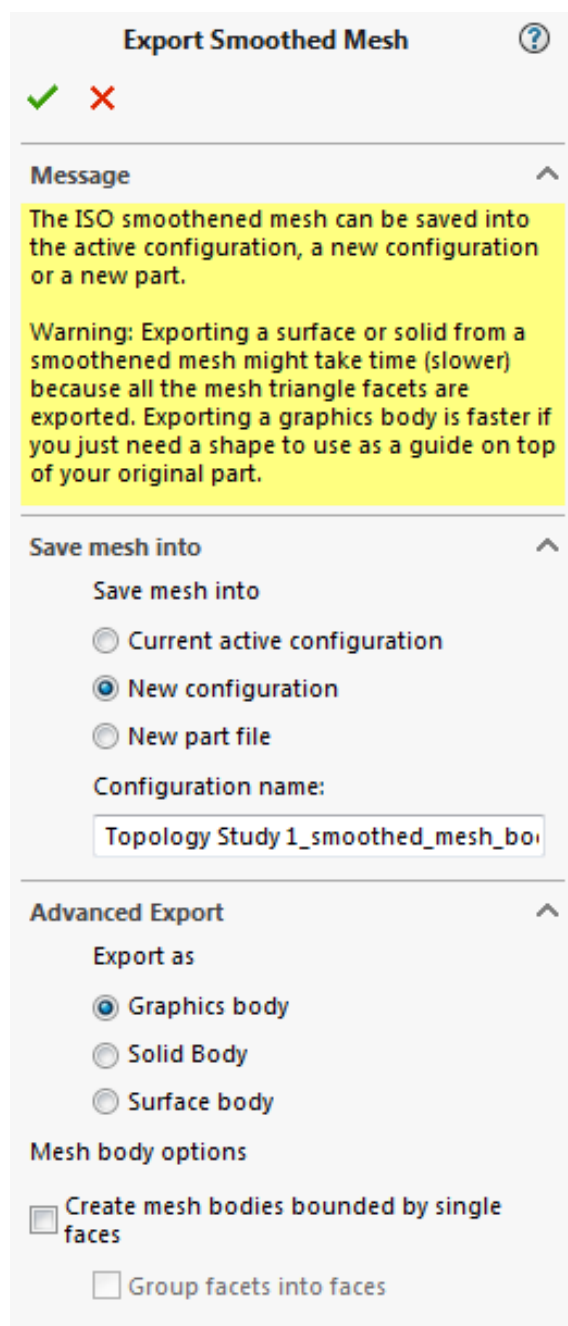 Export Smoothed Mesh
Message
The ISO smoothened mesh can be saved into
the active configuration, a new configuration
or a new part.
Warning: Exporting a surface or solid from a
smoothened mesh might take time (slower)
because all the mesh triangle facets are
exported. Exporting a graphics body is faster if
you just need a shape to use as a guide on top
of your original part.
Save mesh into
Save mesh into
Current active configuration
New configuration
New part file
Configuration name:
Topology Study 1_smoothed_mesh_bo
Advanced Export
Export as
Graphics body
Solid Body
Surface body
Mesh body options
Create mesh bodies bounded by single
faces
Group facets into faces